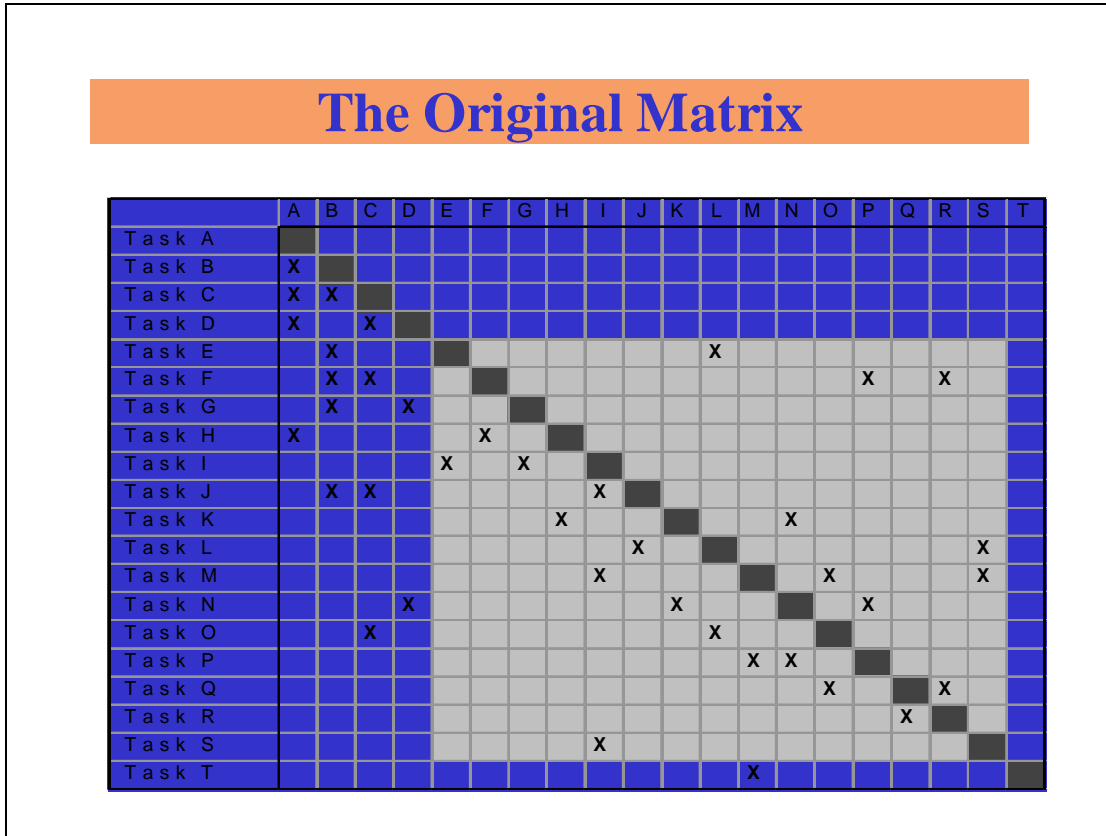 The Original Matrix
A B C D E F G H I J K L M N O P Q R S T
Task A
Task B X
Task C X X
Task D X X
Task E X X
Task F X X X X
Task G X X
Task H X X
Task I X X
Task J X X X
Task K X X
Task L X X
Task M X X X
Task N X X X
Task O X X
Task P X X
Task Q X X
Task R X
Task S X
Task T X